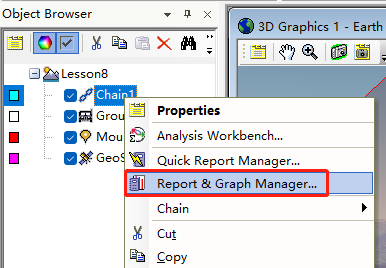 Object Browser
3D Graphics 1 - Earth
Lesson8
Chain1
Grou
Mou
GeoS
Properties
Analysis Workbench...
Quick Report Manager...
Report & Graph Manager...
Chain
Cut
Copy